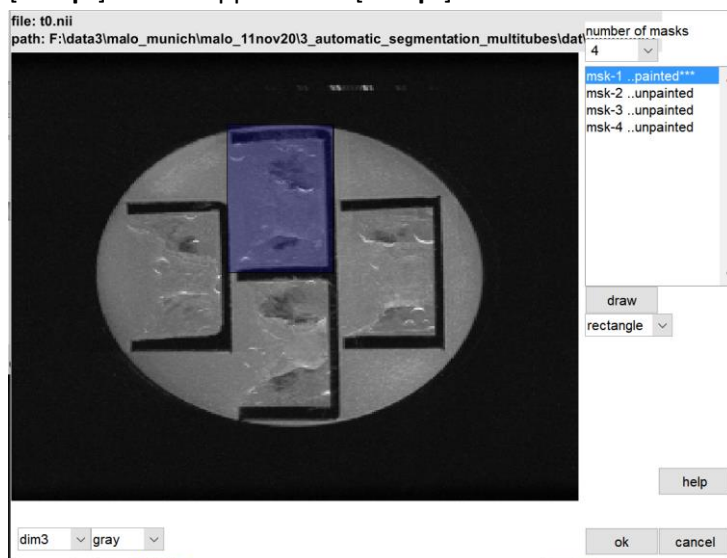 file: t0.nii
path: F:\data3\malo_munich\malo_11nov20\3_automatic_segmentation_multitubes\dat
number of masks
4
msk-1 ..painted***
msk-2 ..unpainted
msk-3 ..unpainted
msk-4 ..unpainted
draw
rectangle
help
dim3
gray
ok
cancel